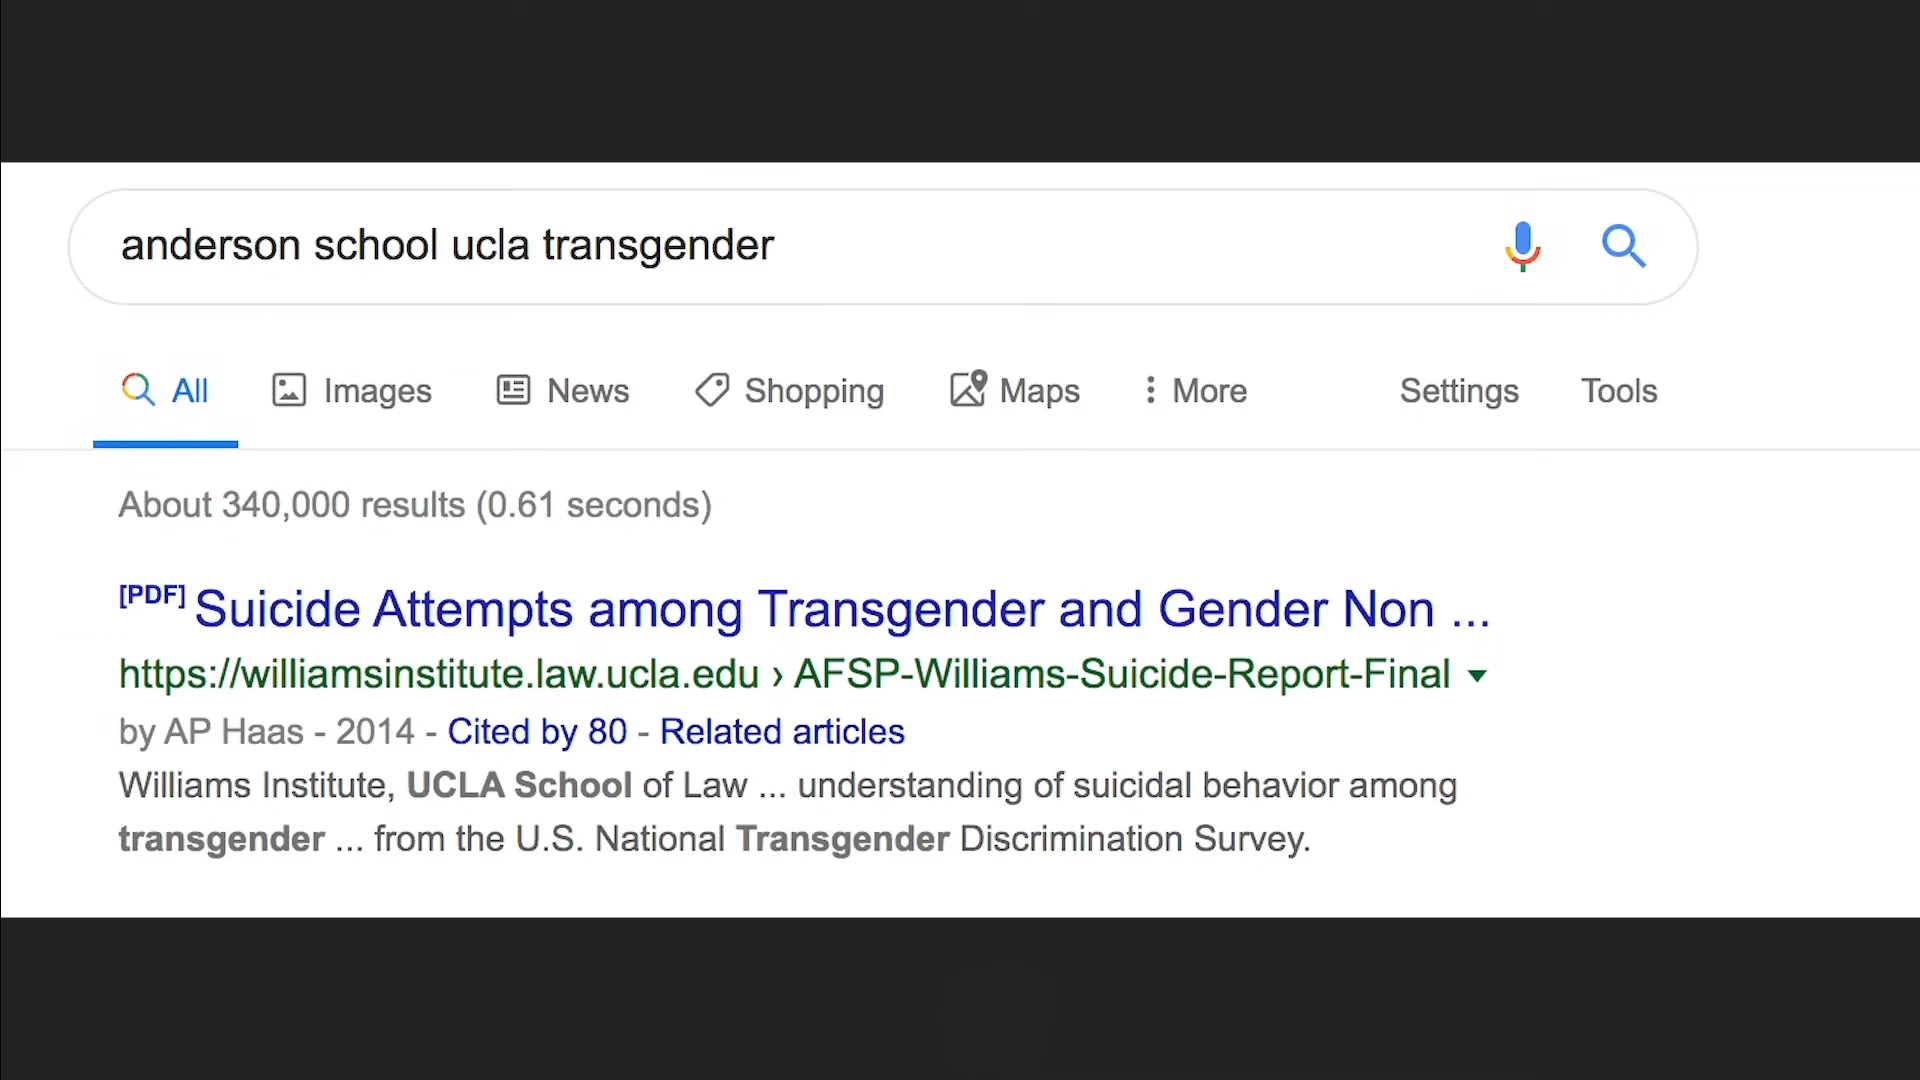 anderson school ucla transgender
All Images News Shopping Maps More Settings Tools
About 340,000 results (0.61 seconds)
[PDF] Suicide Attempts among Transgender and Gender Non ...
https://williamsinstitute.law.ucla.edu › AFSP-Williams-Suicide-Report-Final
by AP Haas - 2014 - Cited by 80 - Related articles
Williams Institute, UCLA School of Law ... understanding of suicidal behavior among
transgender ... from the U.S. National Transgender Discrimination Survey.